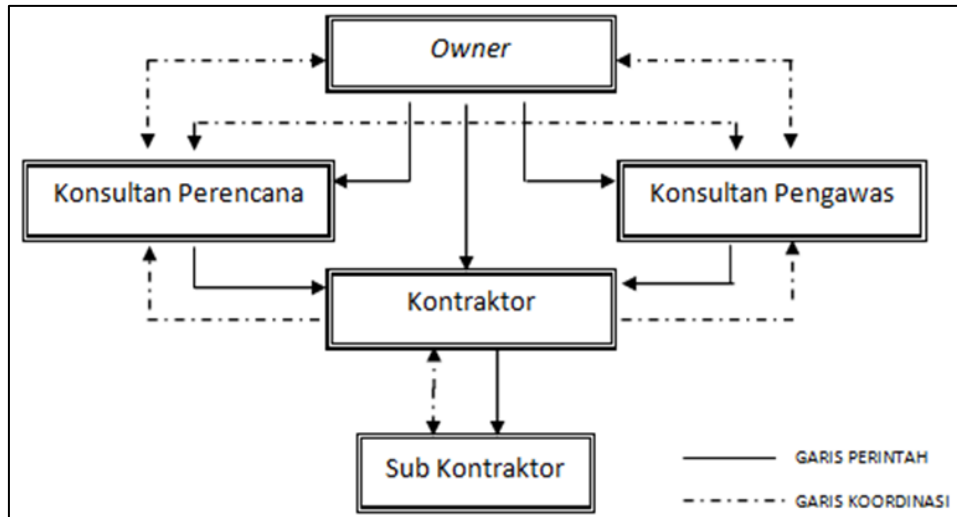 Owner
Konsultan Perencana
Konsultan Pengawas
Kontraktor
Sub Kontraktor
GARIS PERINTAH
GARIS KOORDINASI